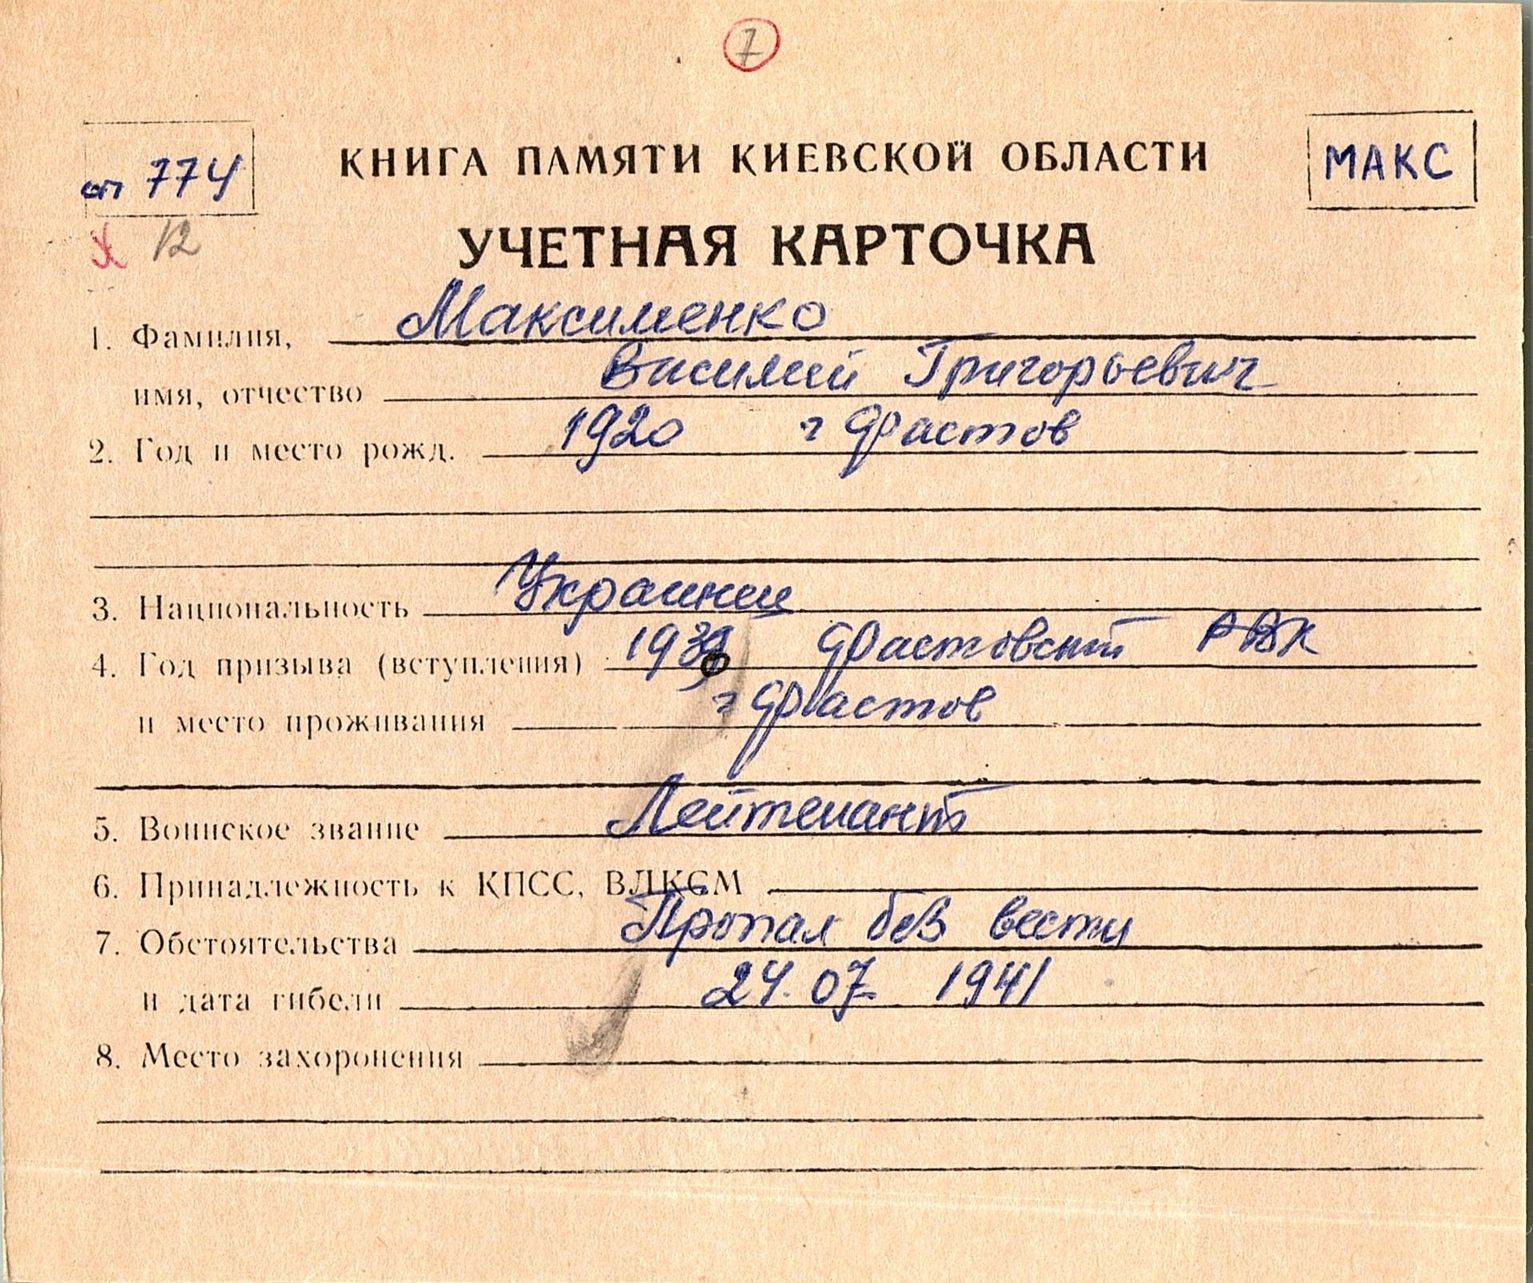 7
оп 774
КНИГА ПАМЯТИ КИЕВСКОЙ ОБЛАСТИ
МАКС
12
УЧЕТНАЯ КАРТОЧКА
1. Фамилия, Максименко
имя, отчество Василий Григорьевич
2. Год и место рожд. 1920 г Фастов
3. Национальность Украинец
4. Год призыва (вступления) Фастовский РВК
и место проживания г Фастов
5. Воинское звание Лейтенант
6. Принадлежность к КПСС, ВЛКСМ
7. Обстоятельства Пропал без вести
и дата гибели 24.07. 1941
8. Место захоронения